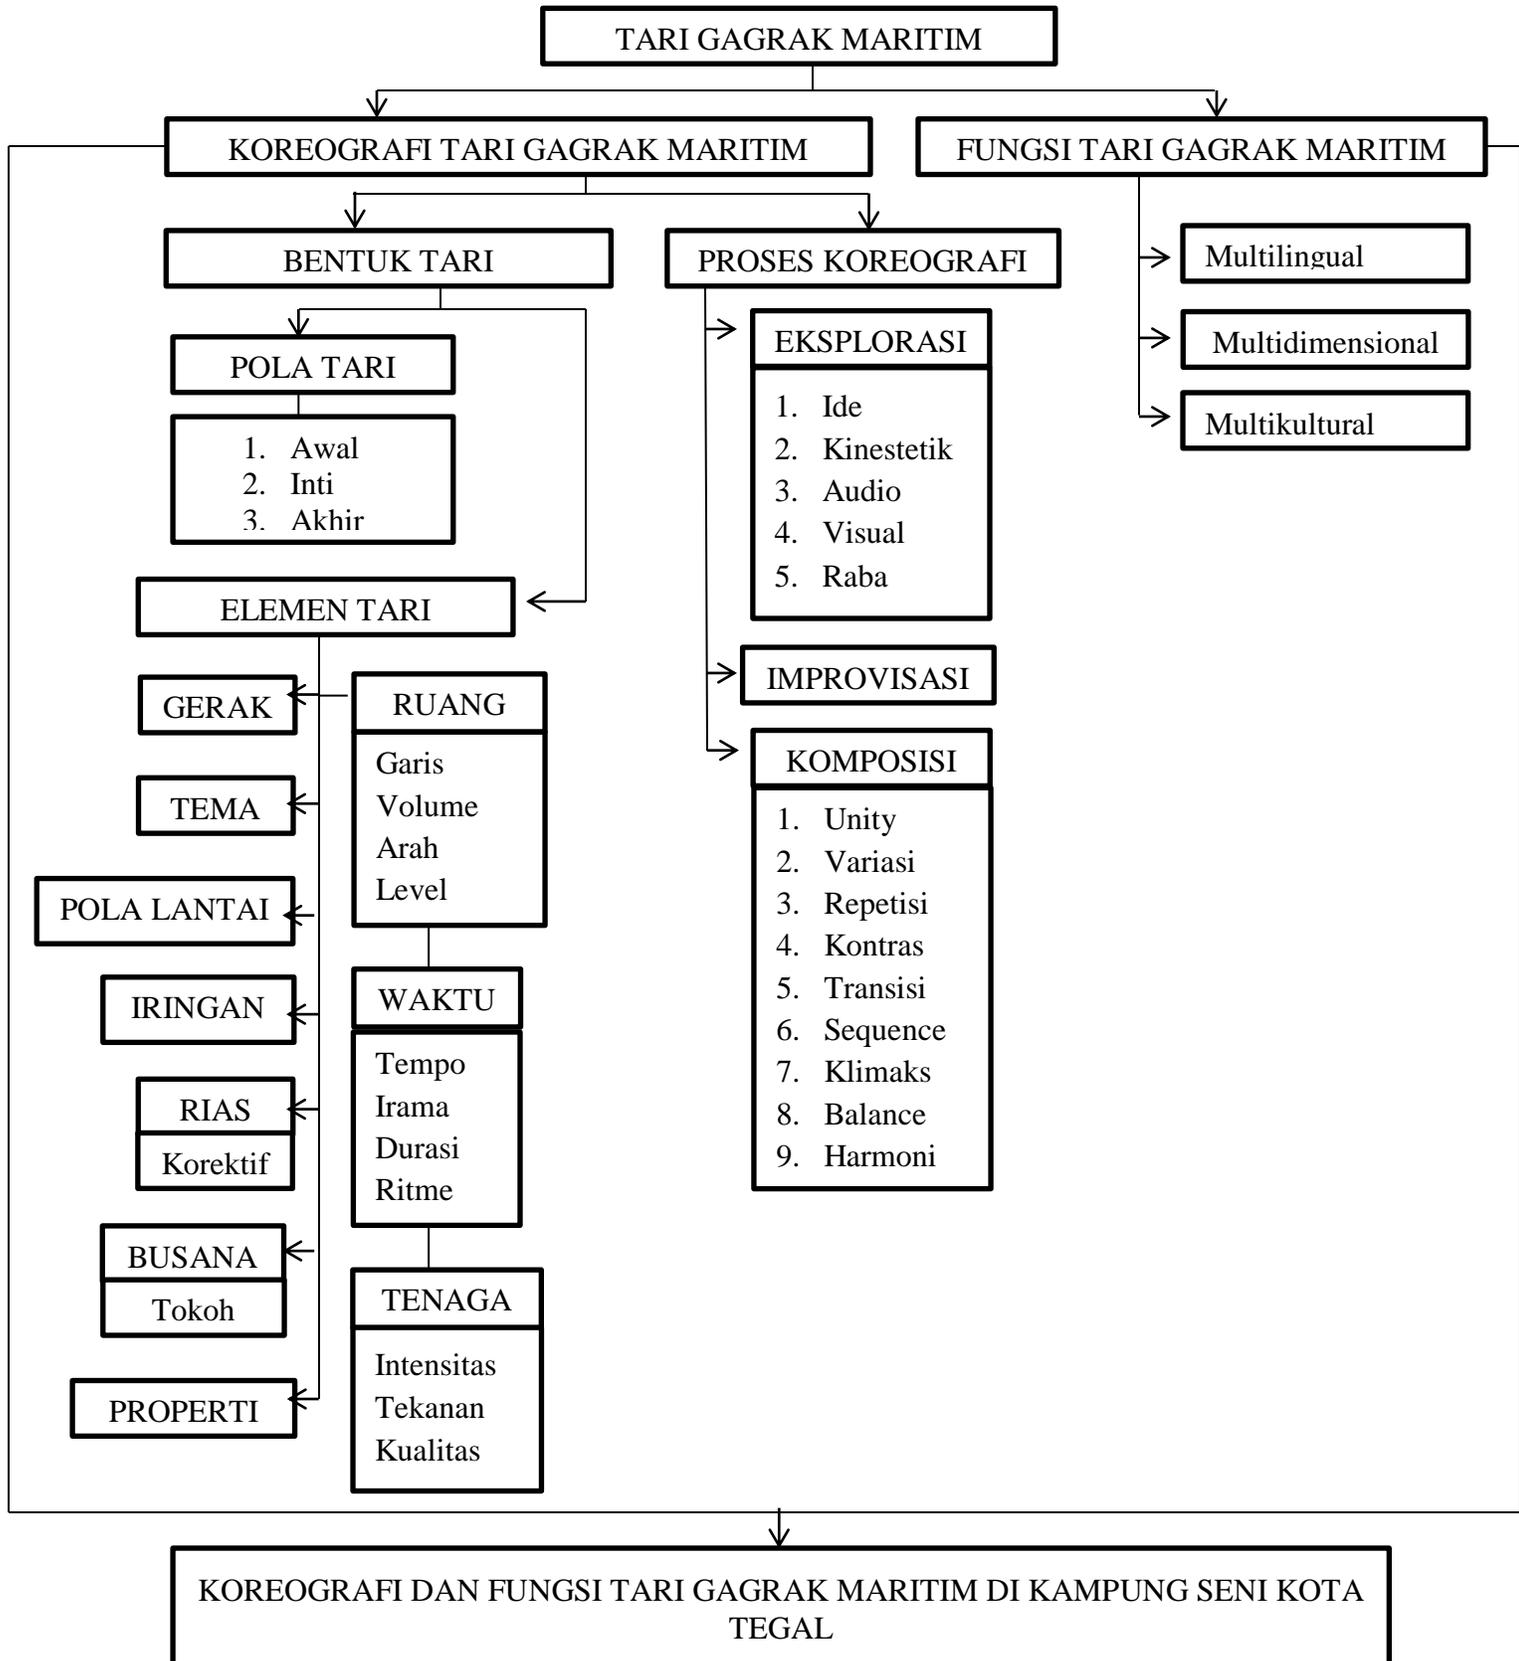 TARI GAGRAK MARITIM
KOREOGRAFI TARI GAGRAK MARITIM
FUNGSI TARI GAGRAK MARITIM
BENTUK TARI
PROSES KOREOGRAFI
Multilingual
Multidimensional
Multikultural
POLA TARI
1. Awal
2. Inti
3. Akhir
EKSPLORASI
1. Ide
2. Kinestetik
3. Audio
4. Visual
5. Raba
ELEMEN TARI
GERAK
TEMA
POLA LANTAI
IRINGAN
RIAS
Korektif
BUSANA
Tokoh
PROPERTI
RUANG
Garis
Volume
Arah
Level
WAKTU
Tempo
Irama
Durasi
Ritme
TENAGA
Intensitas
Tekanan
Kualitas
IMPROVISASI
KOMPOSISI
1. Unity
2. Variasi
3. Repetisi
4. Kontras
5. Transisi
6. Sequence
7. Klimaks
8. Balance
9. Harmoni
KOREOGRAFI DAN FUNGSI TARI GAGRAK MARITIM DI KAMPUNG SENI KOTA
TEGAL